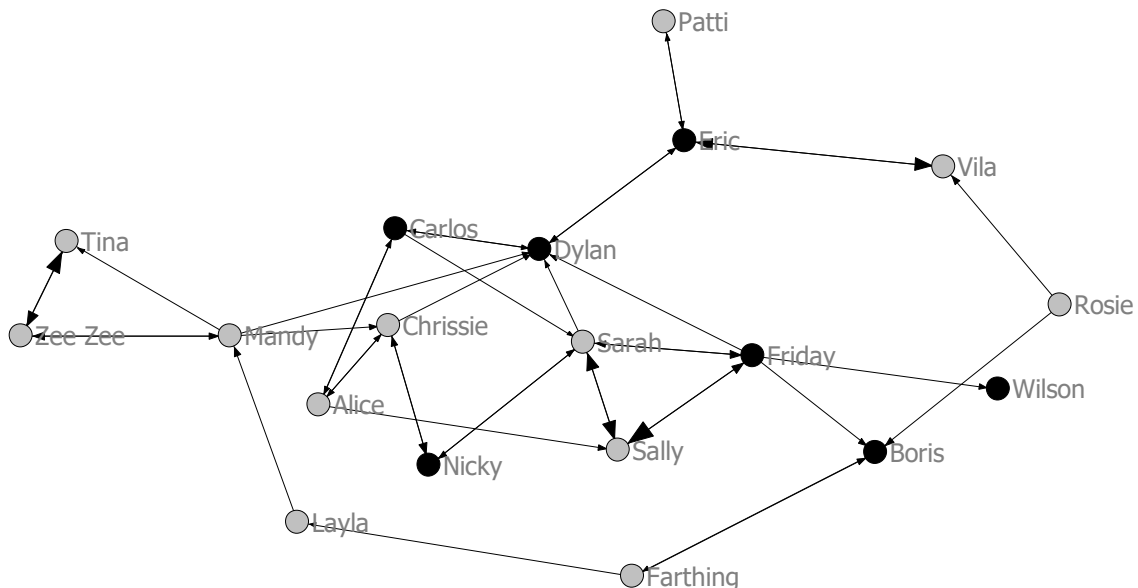 Patti
Eric
Vila
Carlos
Tina
Dylan
Rosie
Chrissie
Zee Zee
Mandy
Sarah
Friday
Wilson
Alice
Sally
Boris
Nicky
Layla
Farthing